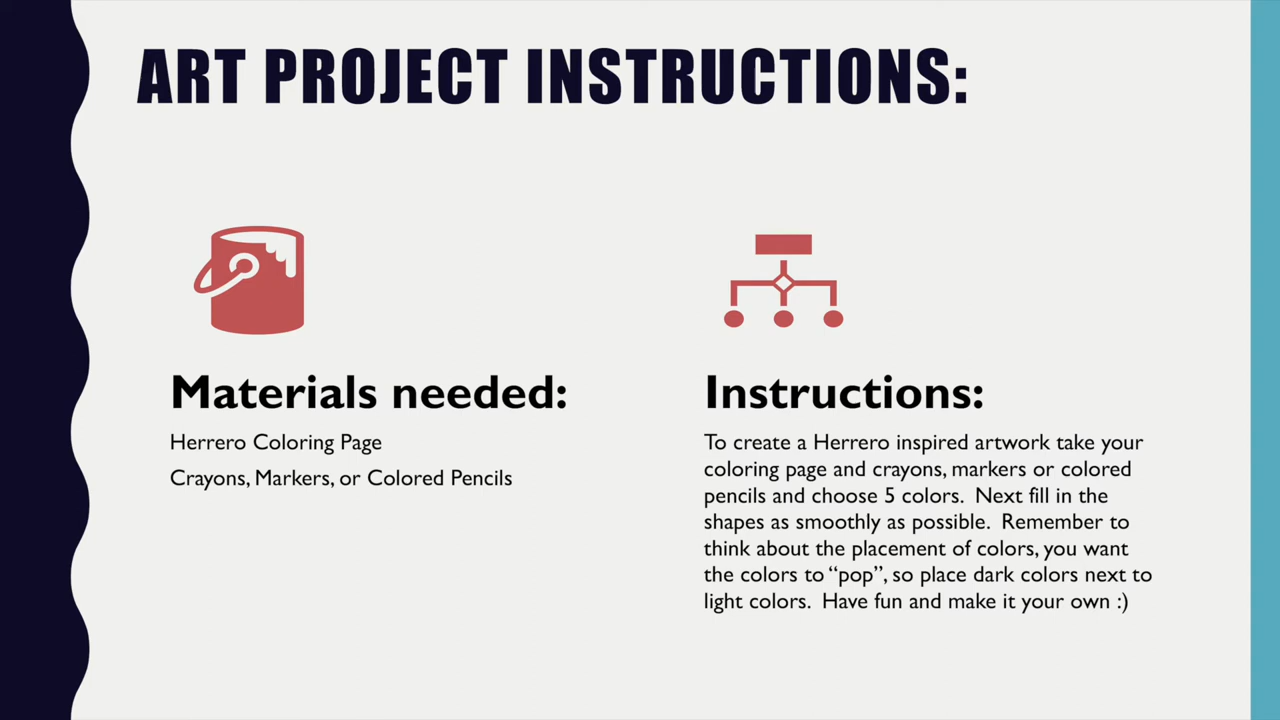 ART PROJECT INSTRUCTIONS:
Materials needed:
Herrero Coloring Page
Crayons, Markers, or Colored Pencils
Instructions:
To create a Herrero inspired artwork take your
coloring page and crayons, markers or colored
pencils and choose 5 colors.  Next fill in the
shapes as smoothly as possible.  Remember to
think about the placement of colors, you want
the colors to “pop”, so place dark colors next to
light colors.  Have fun and make it your own :)